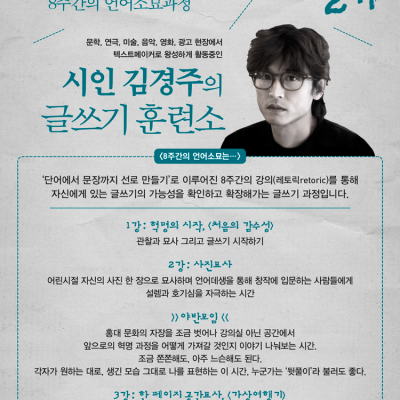 8주간의 언어소묘과정
2기
문학, 연극, 미술, 음악, 영화, 광고 현장에서
텍스트페이커로 왕성하게 활동중인
시인 김경주의
글쓰기 훈련소
<8주간의 언어소묘는…>
'단어에서 문장까지 선로 만들기'로 이루어진 8주간의 강의(레토릭retoric)를 통해
자신에게 있는 글쓰기의 가능성을 확인하고 확장해가는 글쓰기 과정입니다.
1강 : 혁명의 시작, <처음의 감수성>
관찰과 묘사 그리고 글쓰기 시작하기
2강 : 사진묘사
어린시절 자신의 사진 한 장으로 묘사하며 언어데생을 통해 창작에 입문하는 사람들에게
설렘과 호기심을 자극하는 시간
》 야반모임 《
홍대 문화의 자장을 조금 벗어나 강의실 아닌 공간에서
앞으로의 혁명 과정을 어떻게 가져갈 것인지 이야기 나눠보는 시간.
조금 쫀쫀해도, 아주 느슨해도 된다.
각자가 원하는 대로, 생긴 모습 그대로 나를 표현하는 이 시간, 누군가는 '뒷풀이'라 불러도 좋다.
3강 : 한 페이지 공간묘사, <가상여행기>